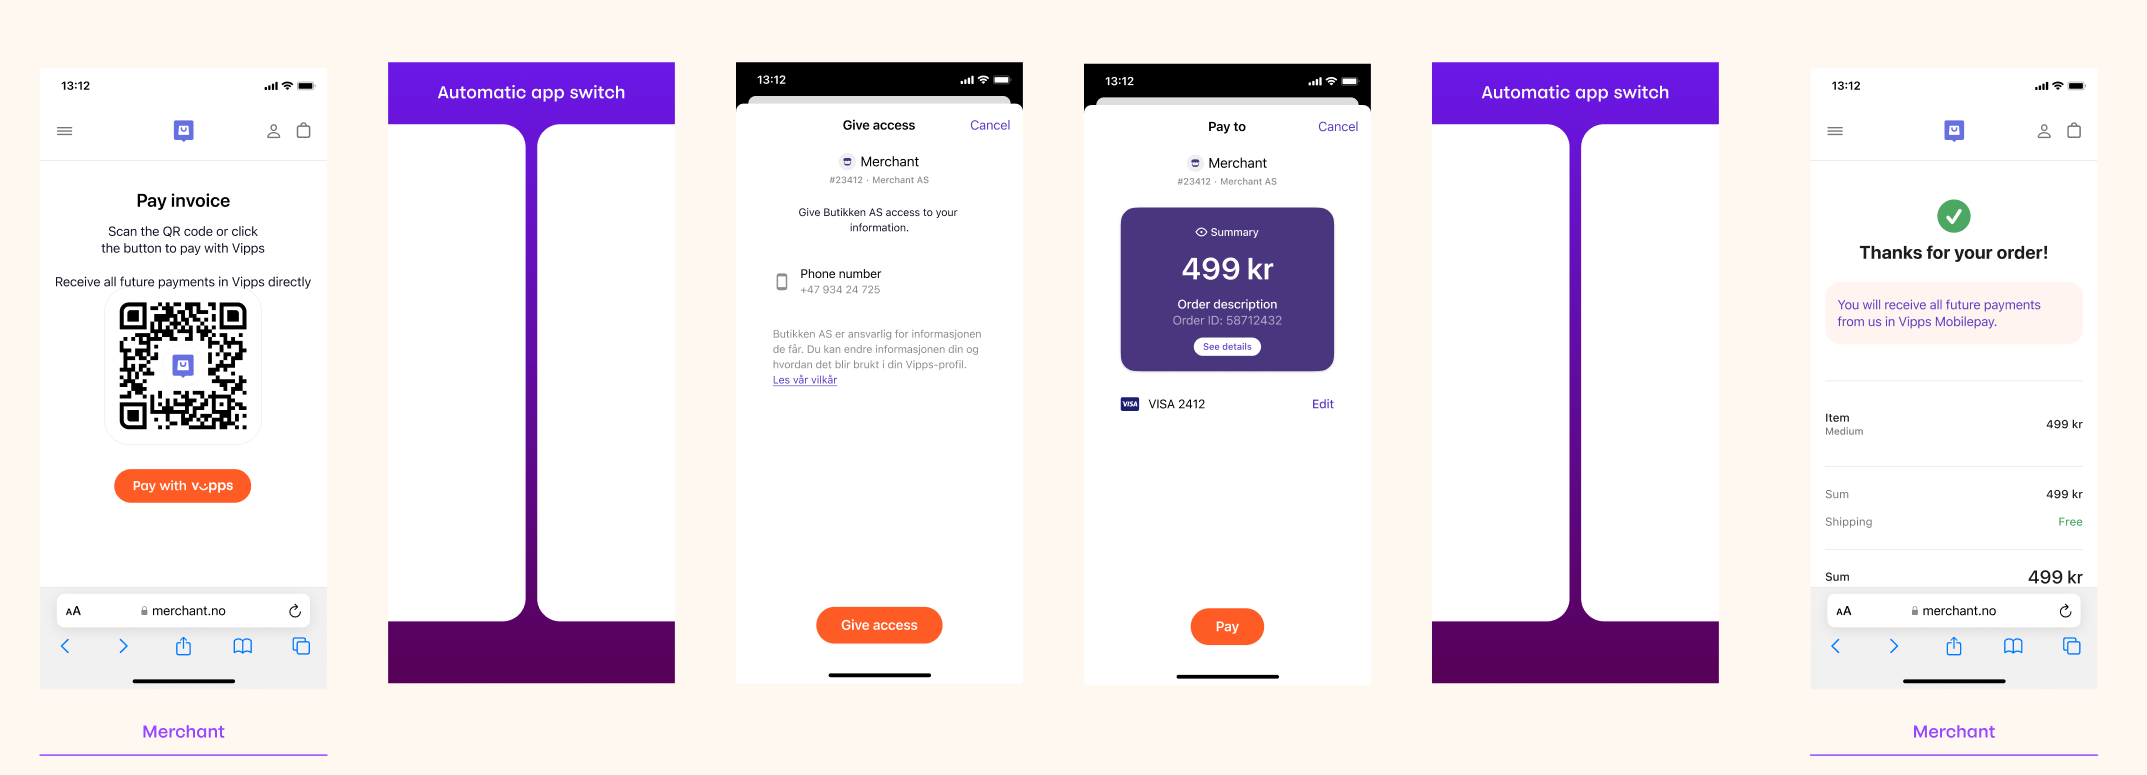 13:12
Pay invoice
Scan the QR code or click
the button to pay with Vipps
Receive all future payments in Vipps directly
Pay with vipps
AA
merchant.no
Merchant
Automatic app switch
13:12
Give access
Cancel
Merchant
#23412 · Merchant AS
Give Butikken AS access to your
information.
Phone number
+47 934 24 725
Butikken AS er ansvarlig for informasjonen
de får. Du kan endre informasjonen din og
hvordan det blir brukt i din Vipps-profil.
Les vår vilkår
Give access
13:12
Pay to
Cancel
Merchant
#23412 · Merchant AS
Summary
499 kr
Order description
Order ID: 58712432
See details
VISA
VISA 2412
Edit
Pay
Automatic app switch
13:12
Thanks for your order!
You will receive all future payments
from us in Vipps Mobilepay.
Item
Medium
499 kr
Sum
499 kr
Shipping
Free
Sum
499 kr
AA
merchant.no
Merchant